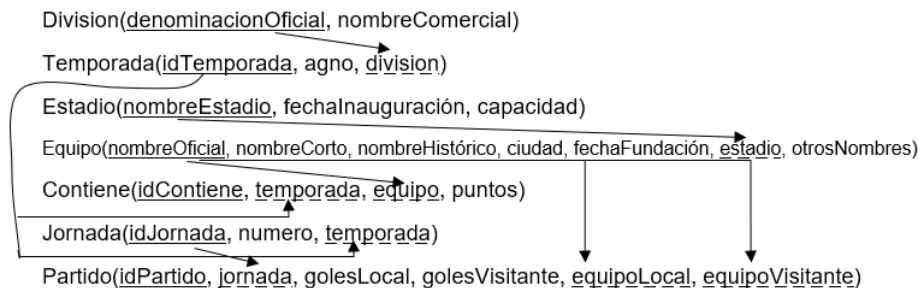 Division(denominacionOficial, nombreComercial)
Temporada(idTemporada, agno, division)
Estadio(nombreEstadio, fechaInauguración, capacidad)
Equipo(nombreOficial, nombreCorto, nombreHistórico, ciudad, fechaFundación, estadio, otrosNombres)
Contiene(idContiene, temporada, equipo, puntos)
Jornada(idJornada, numero, temporada)
Partido(idPartido, jornada, golesLocal, golesVisitante, equipoLocal, equipoVisitante)